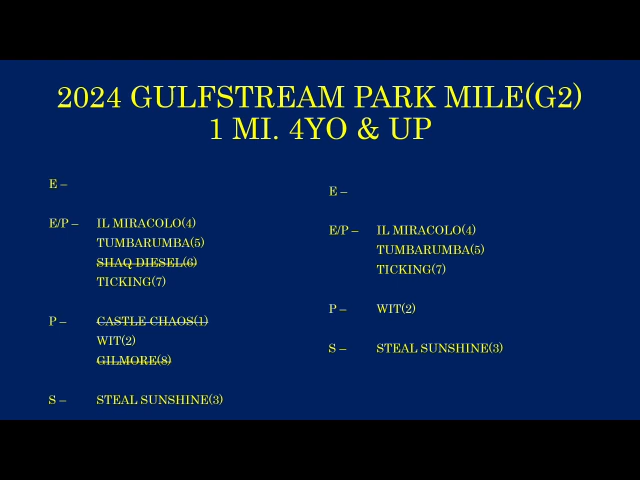 2024 GULFSTREAM PARK MILE(G2)
1 MI. 4YO & UP
E –
E/P – IL MIRACOLO(4)
TUMBARUMBA(5)
SHAQ DIESEL(6)
TICKING(7)
P – CASTLE CHAOS(1)
WIT(2)
GILMORE(8)
S – STEAL SUNSHINE(3)
E –
E/P – IL MIRACOLO(4)
TUMBARUMBA(5)
TICKING(7)
P – WIT(2)
S – STEAL SUNSHINE(3)